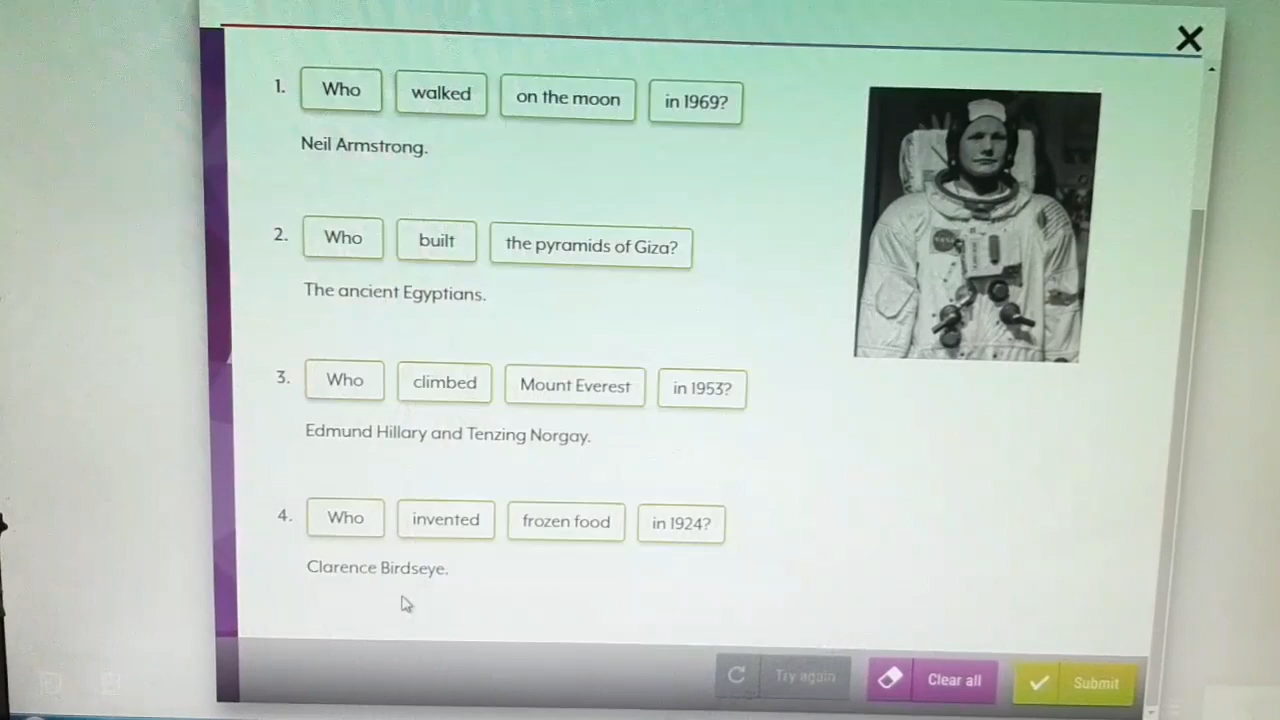 1. Who walked on the moon in 1969?
Neil Armstrong.
2. Who built the pyramids of Giza?
The ancient Egyptians.
3. Who climbed Mount Everest in 1953?
Edmund Hillary and Tenzing Norgay.
4. Who invented frozen food in 1924?
Clarence Birdseye.
Try again Clear all Submit